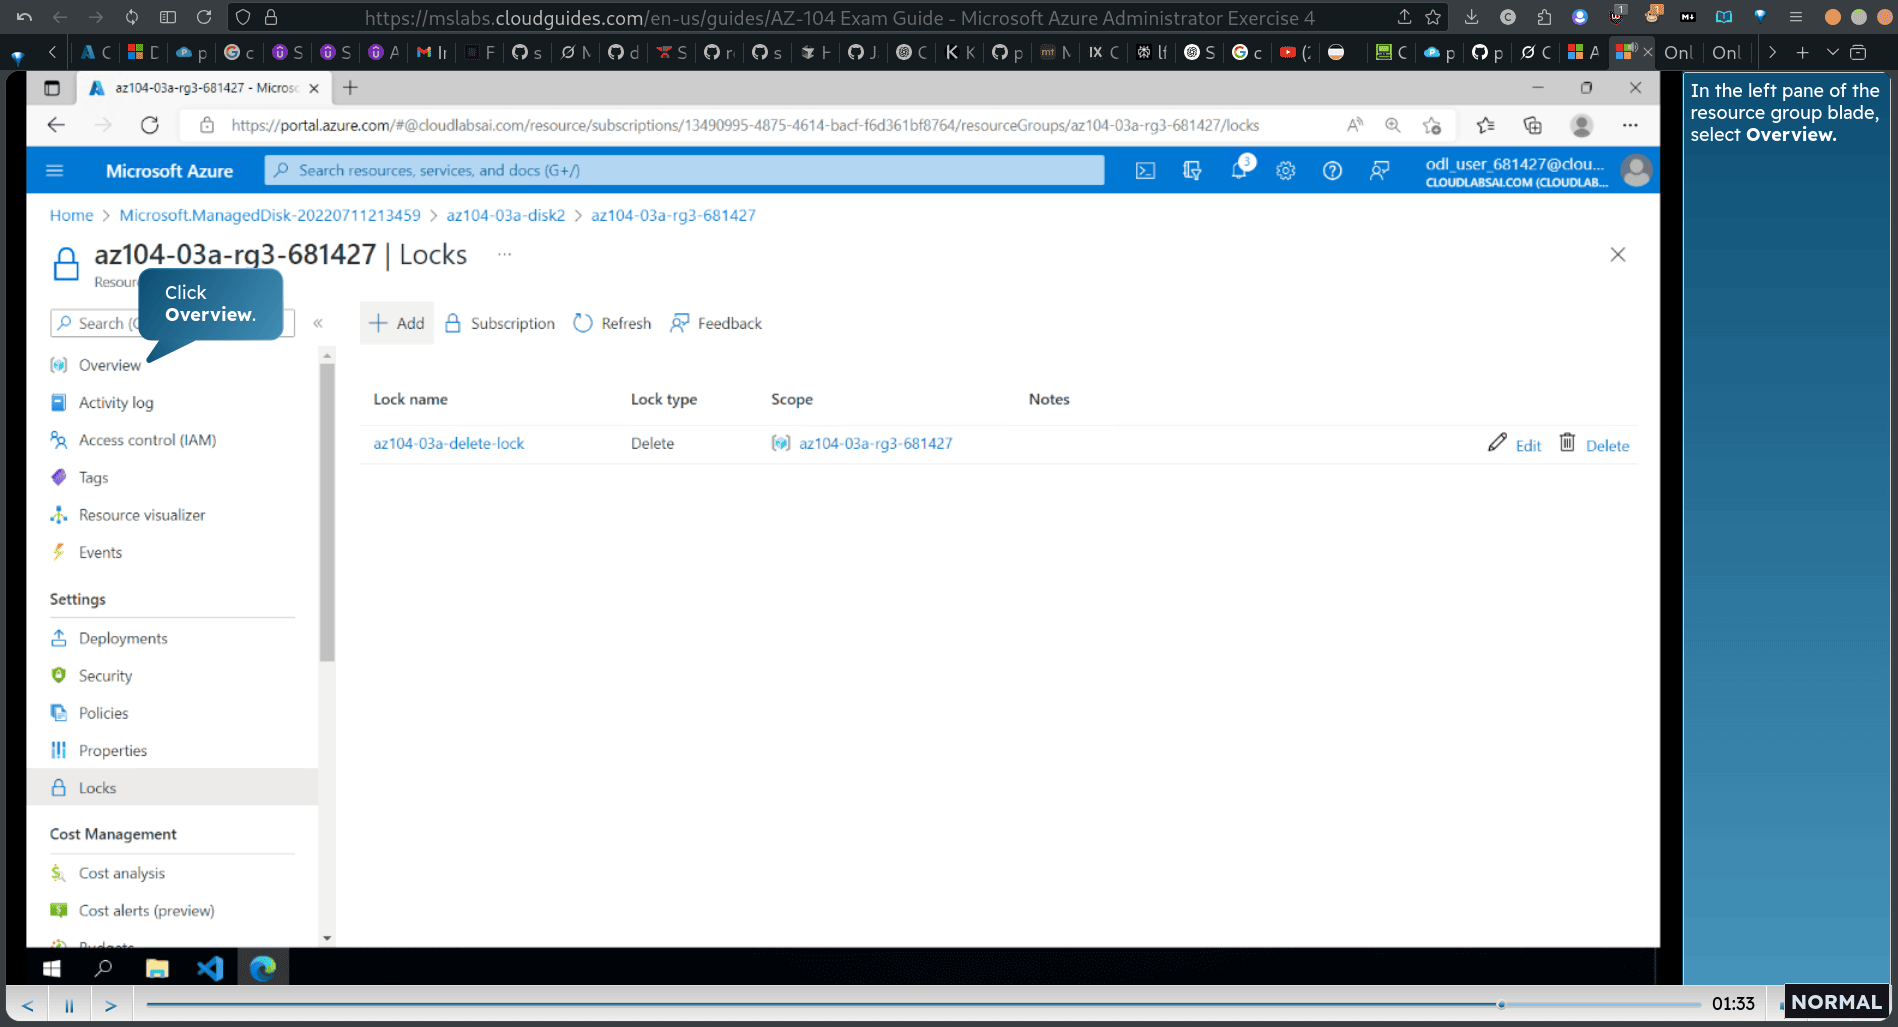 https://mslabs.cloudguides.com/en-us/guides/AZ-104 Exam Guide - Microsoft Azure Administrator Exercise 4
Onl
Onl
az104-03a-rg3-681427 - Micros
https://portal.azure.com/#@cloudlabsai.com/resource/subscriptions/13490995-4875-4614-bacf-f6d361bf8764/resourceGroups/az104-03a-rg3-681427/locks
In the left pane of the
resource group blade,
select Overview.
Microsoft Azure
Search resources, services, and docs (G+/)
3
odl_user_681427@clou...
CLOUDLABSAI.COM (CLOUDLAB...
Home > Microsoft.ManagedDisk-20220711213459 > az104-03a-disk2 > az104-03a-rg3-681427
az104-03a-rg3-681427 | Locks ...
Click
Overview.
+ Add
Subscription
Refresh
Feedback
Overview
Activity log
Access control (IAM)
Tags
Resource visualizer
Events
Settings
Deployments
Security
Policies
Properties
Locks
Cost Management
Cost analysis
Cost alerts (preview)
Budgets
Lock name
Lock type
Scope
Notes
az104-03a-delete-lock
Delete
az104-03a-rg3-681427
Edit
Delete
01:33
NORMAL